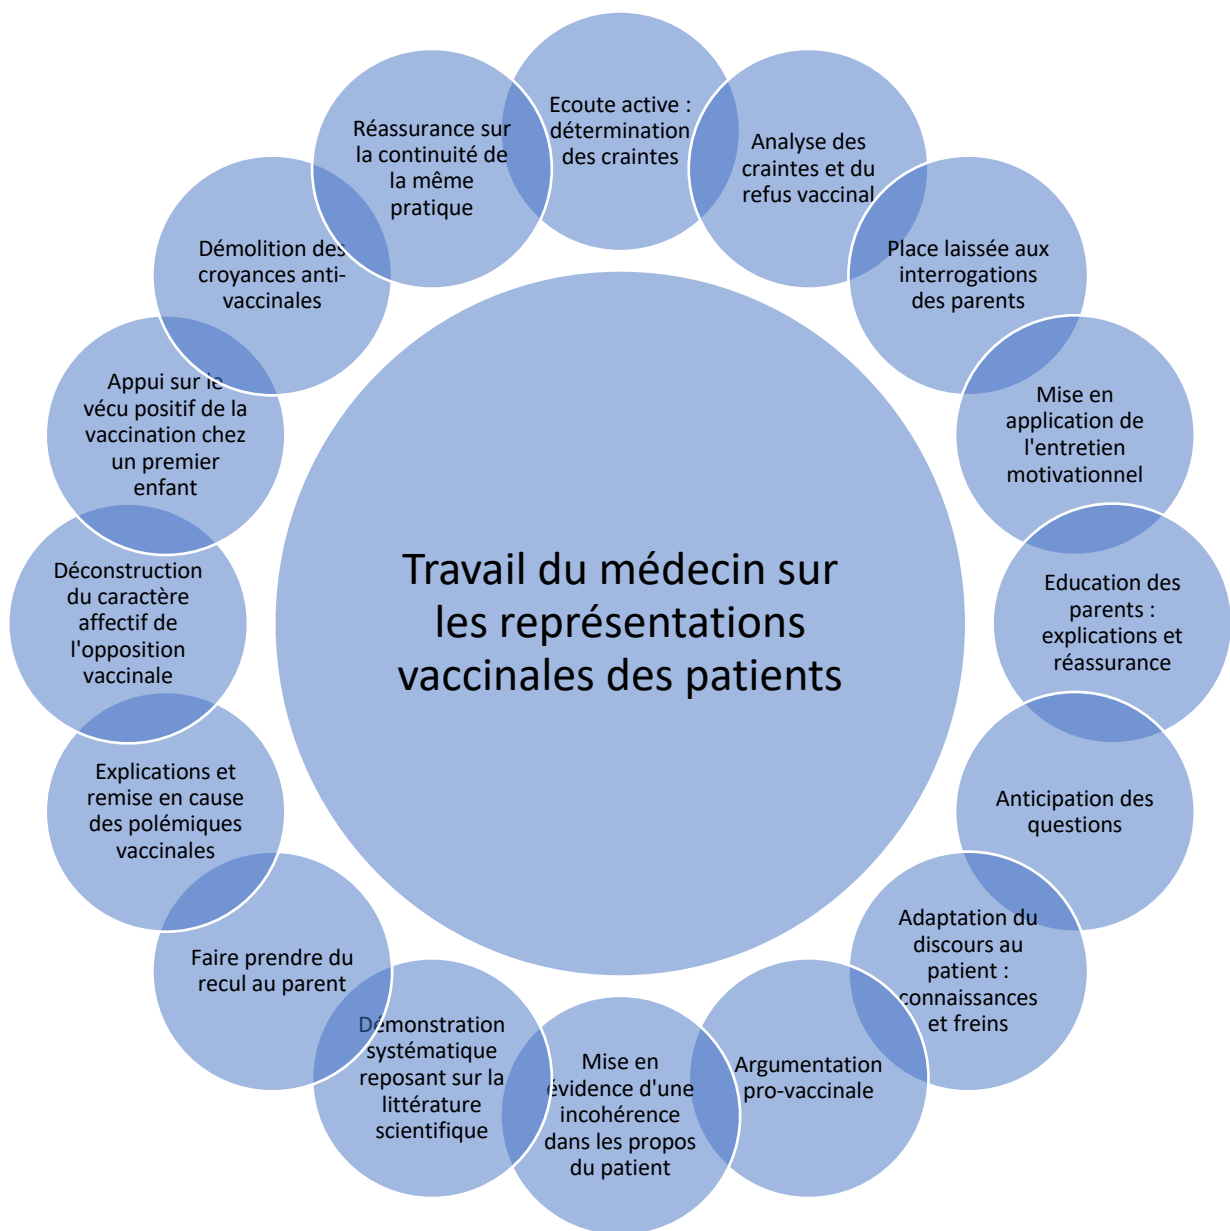 Ecoute active :
détermination
des craintes
Analyse des
craintes et du
refus vaccinal
Place laissée aux
interrogations
des parents
Mise en
application de
l'entretien
motivationnel
Education des
parents :
explications et
réassurance
Anticipation des
questions
Adaptation du
discours au
patient :
connaissances
et freins
Argumentation
pro-vaccinale
Mise en
évidence d'une
incohérence
dans les propos
du patient
Démonstration
systématique
reposant sur la
littérature
scientifique
Faire prendre du
recul au parent
Explications et
remise en cause
des polémiques
vaccinales
Déconstruction
du caractère
affectif de
l'opposition
vaccinale
Appui sur le
vécu positif de la
vaccination chez
un premier
enfant
Démolition des
croyances anti-
vaccinales
Réassurance sur
la continuité de
la même
pratique
Travail du médecin sur
les représentations
vaccinales des patients